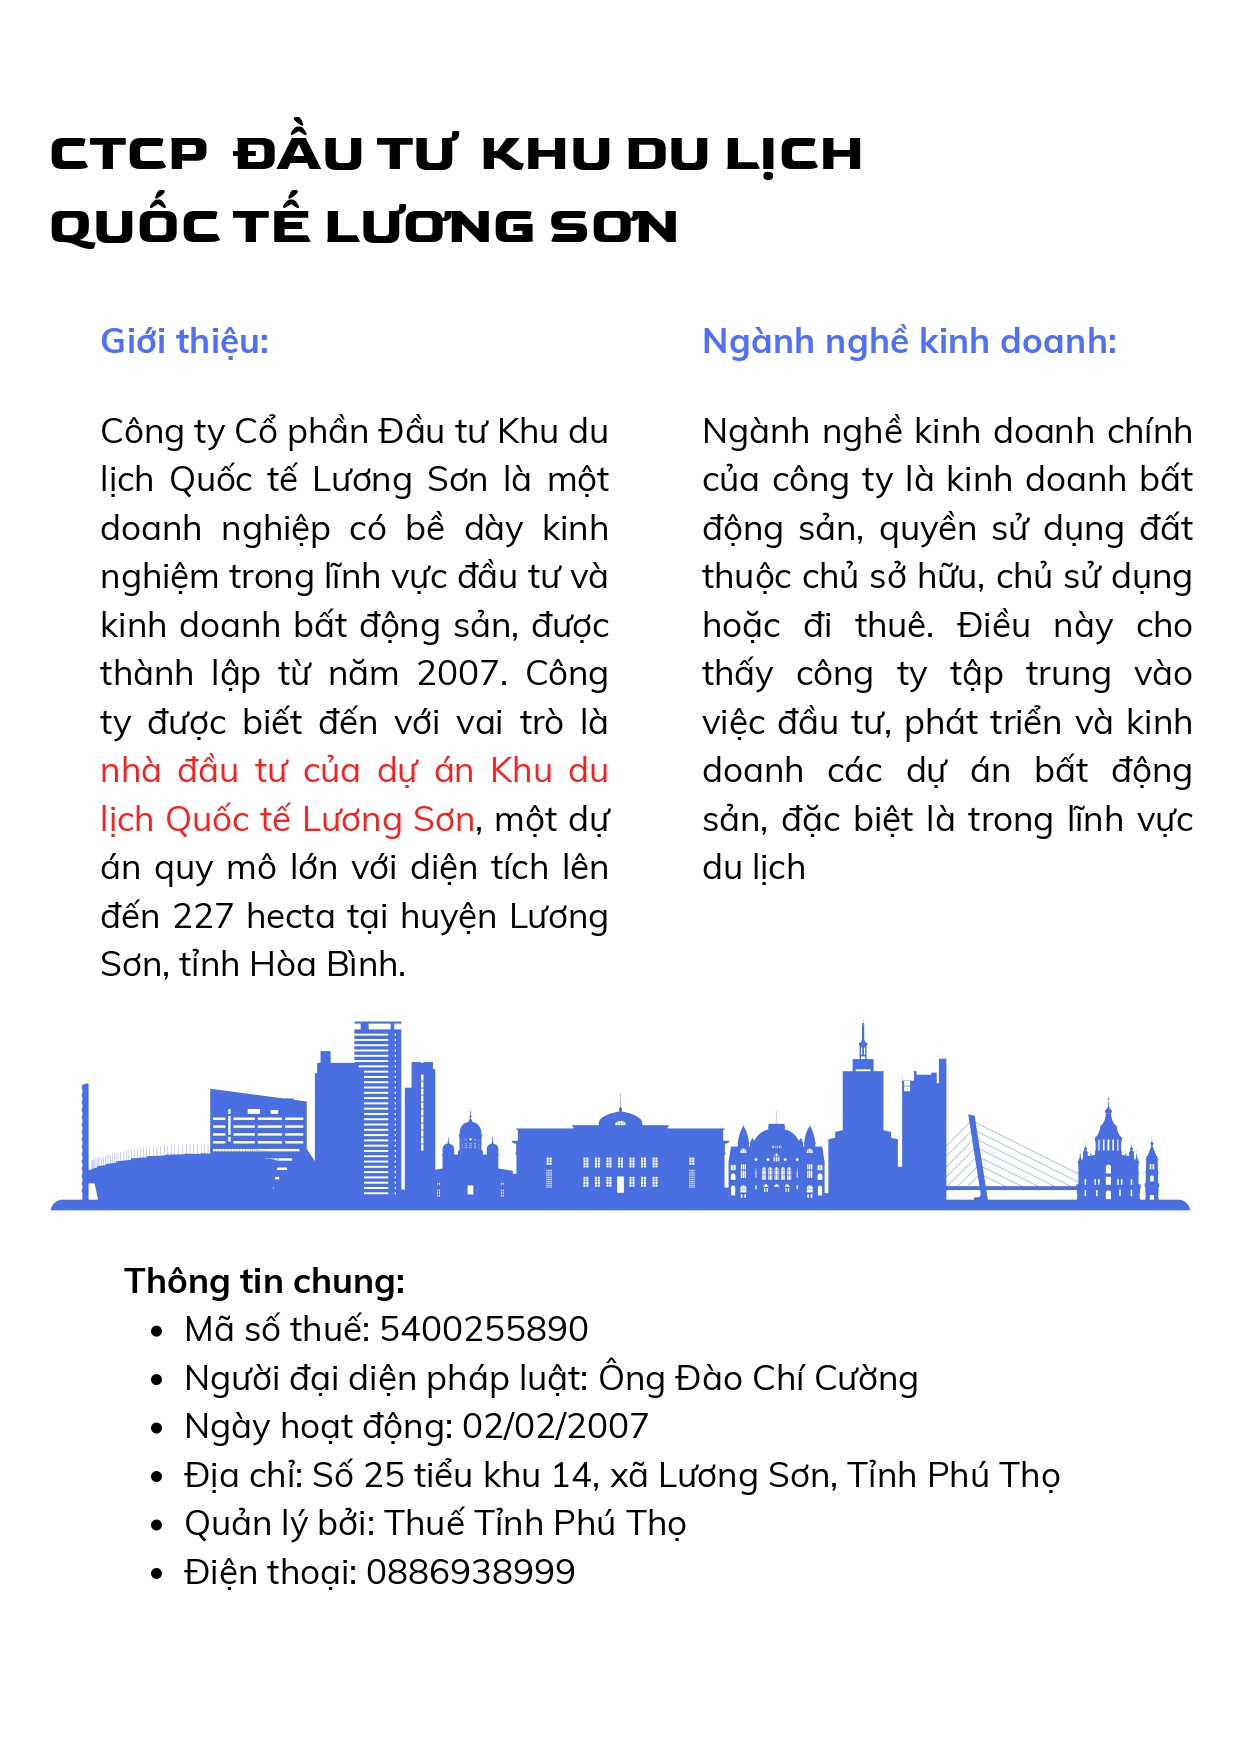 CTCP ĐẦU TƯ KHU DU LỊCH
QUỐC TẾ LƯƠNG SƠN
Giới thiệu:
Công ty Cổ phần Đầu tư Khu du
lịch Quốc tế Lương Sơn là một
doanh nghiệp có bề dày kinh
nghiệm trong lĩnh vực đầu tư và
kinh doanh bất động sản, được
thành lập từ năm 2007. Công
ty được biết đến với vai trò là
nhà đầu tư của dự án Khu du
lịch Quốc tế Lương Sơn, một dự
án quy mô lớn với diện tích lên
đến 227 hecta tại huyện Lương
Sơn, tỉnh Hòa Bình.
Ngành nghề kinh doanh:
Ngành nghề kinh doanh chính
của công ty là kinh doanh bất
động sản, quyền sử dụng đất
thuộc chủ sở hữu, chủ sử dụng
hoặc đi thuê. Điều này cho
thấy công ty tập trung vào
việc đầu tư, phát triển và kinh
doanh các dự án bất động
sản, đặc biệt là trong lĩnh vực
du lịch
Thông tin chung:
• Mã số thuế: 5400255890
• Người đại diện pháp luật: Ông Đào Chí Cường
• Ngày hoạt động: 02/02/2007
• Địa chỉ: Số 25 tiểu khu 14, xã Lương Sơn, Tỉnh Phú Thọ
• Quản lý bởi: Thuế Tỉnh Phú Thọ
• Điện thoại: 0886938999